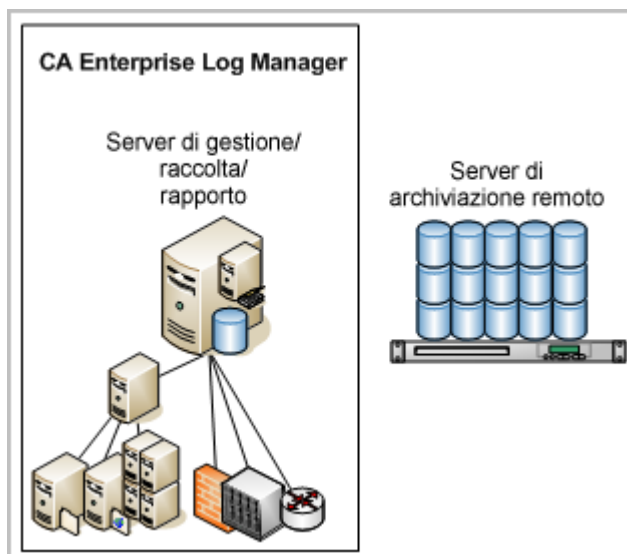 CA Enterprise Log Manager
Server di gestione/
raccolta/
rapporto
Server di
archiviazione remoto